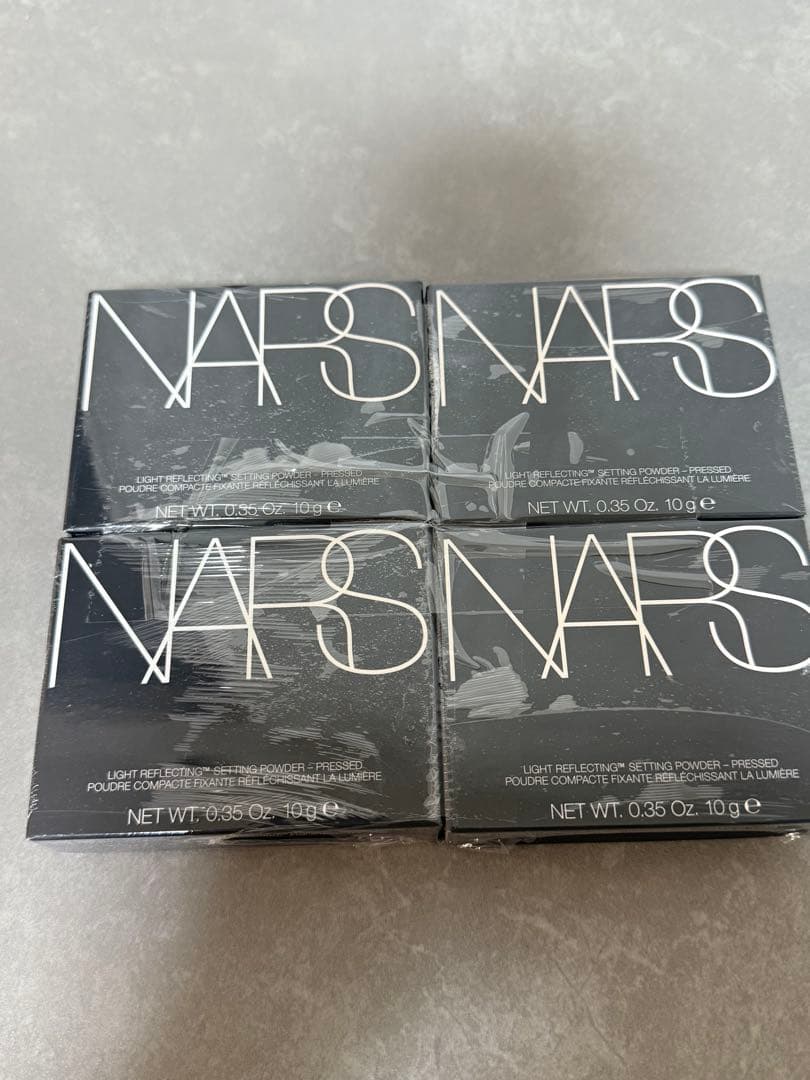 NARS
LIGHT REFLECTING™ SETTING POWDER – PRESSED
POUDRE COMPACTE FIXANTE RÉFLÉCHISSANT LA LUMIÈRE
NET WT. 0.35 Oz. 10 g ℮
NARS
LIGHT REFLECTING™ SETTING POWDER – PRESSED
POUDRE COMPACTE FIXANTE RÉFLÉCHISSANT LA LUMIÈRE
NET WT. 0.35 Oz. 10 g ℮
NARS
LIGHT REFLECTING™ SETTING POWDER – PRESSED
POUDRE COMPACTE FIXANTE RÉFLÉCHISSANT LA LUMIÈRE
NET WT. 0.35 Oz. 10 g ℮
NARS
LIGHT REFLECTING™ SETTING POWDER – PRESSED
POUDRE COMPACTE FIXANTE RÉFLÉCHISSANT LA LUMIÈRE
NET WT. 0.35 Oz. 10 g ℮